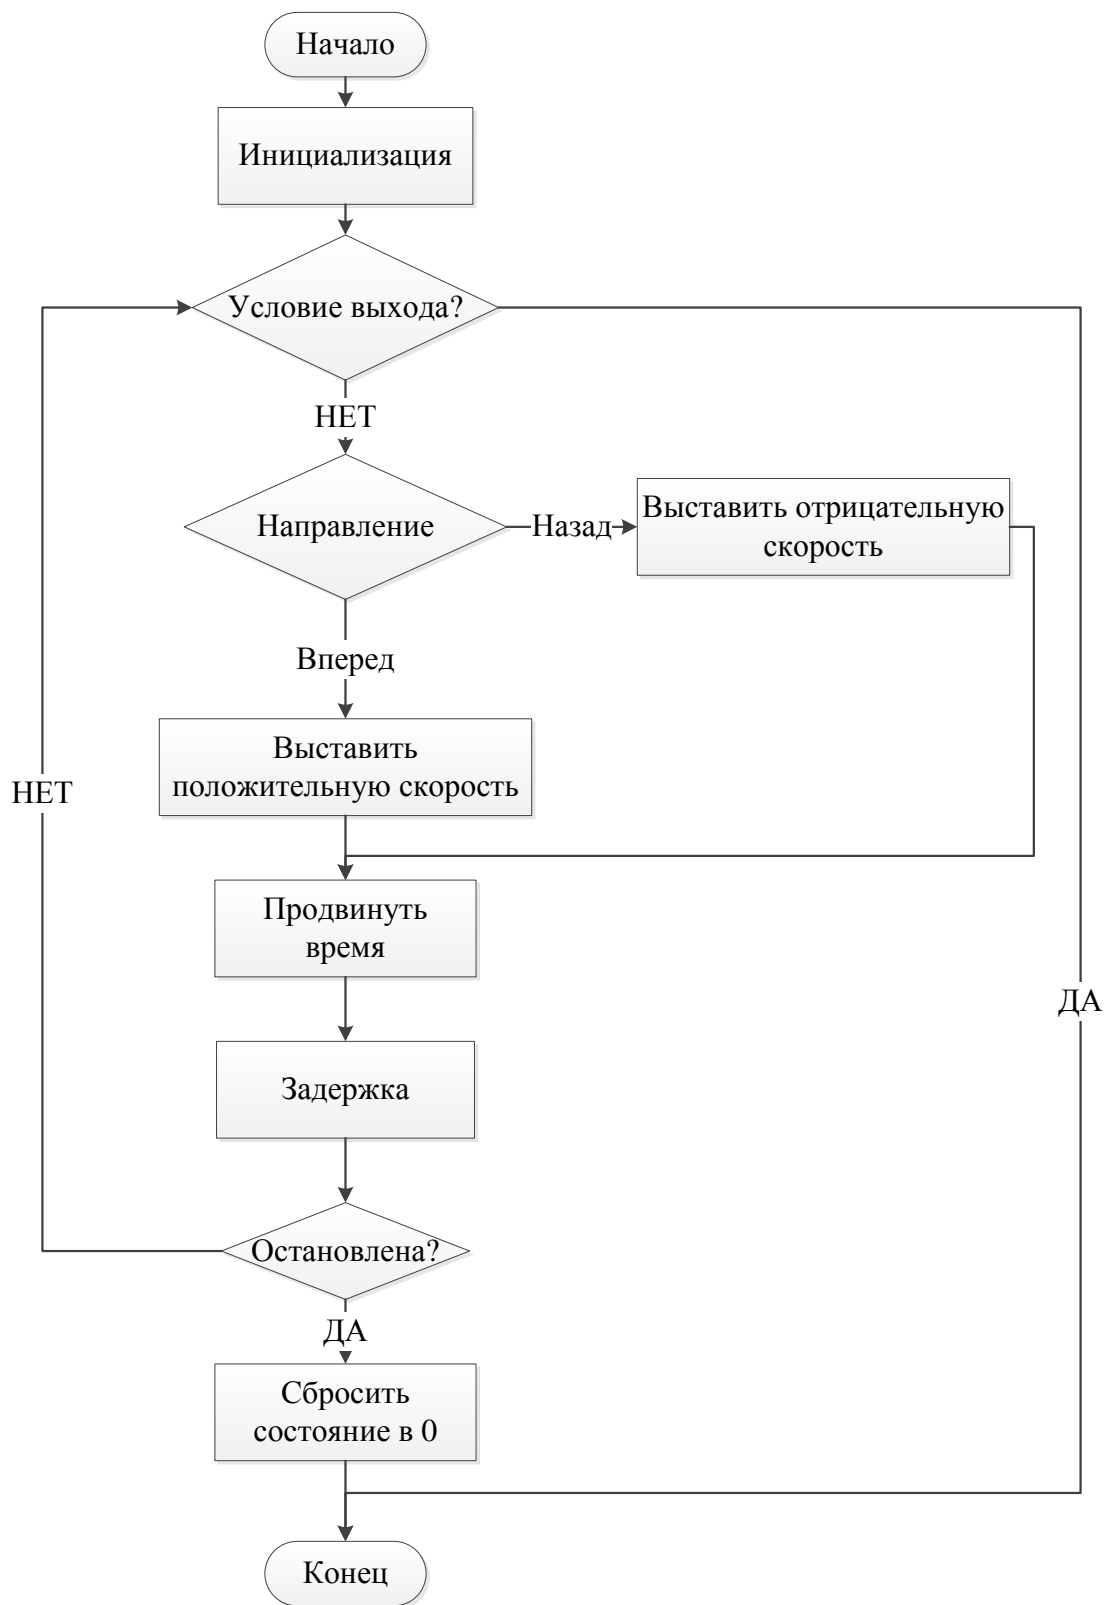 Начало
Инициализация
Условие выхода?
НЕТ
Направление
Назад
Выставить отрицательную
скорость
Вперед
Выставить
положительную скорость
НЕТ
Продвинуть
время
ДА
Задержка
Остановлена?
ДА
Сбросить
состояние в 0
Конец